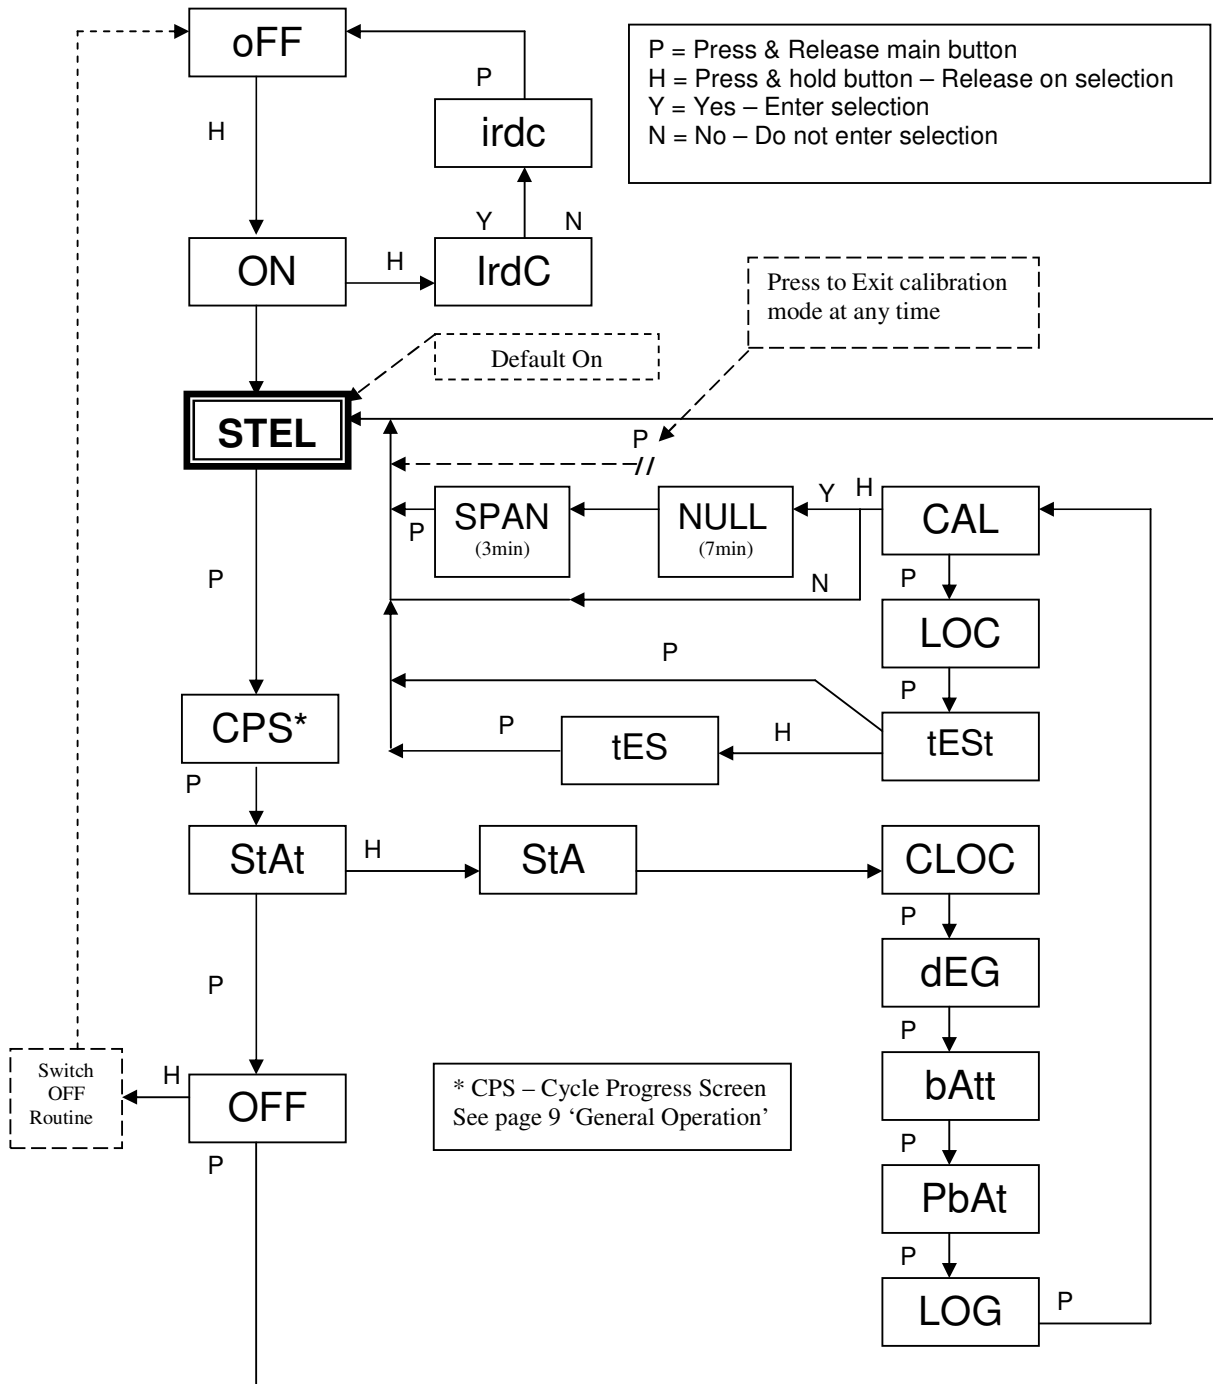 oFF
P = Press & Release main button
H = Press & hold button – Release on selection
Y = Yes – Enter selection
N = No – Do not enter selection
P
irdc
H
Y N
ON
H
IrdC
Press to Exit calibration
mode at any time
Default On
STEL
P
//
SPAN
(3min)
P
NULL
(7min)
Y H
CAL
P
N
P
LOC
P
P
CPS*
P
tES
H
tESt
P
StAt
H
StA
CLOC
P
dEG
P
P
bAtt
Switch
OFF
Routine
H
OFF
* CPS – Cycle Progress Screen
See page 9 ‘General Operation’
P
P
PbAt
P
LOG
P